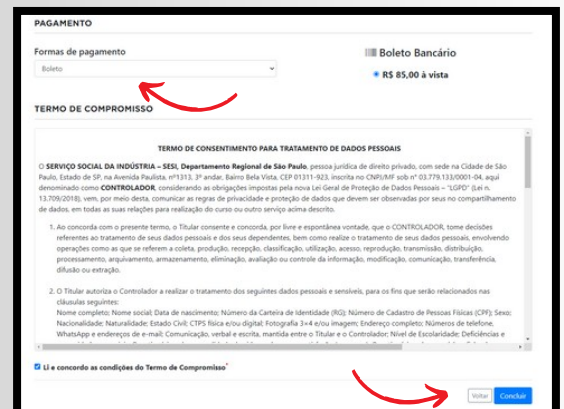 PAGAMENTO
Formas de pagamento
Boleto
Boleto Bancário
R$ 85,00 à vista
TERMO DE COMPROMISSO
TERMO DE CONSENTIMENTO PARA TRATAMENTO DE DADOS PESSOAIS
O SERVIÇO SOCIAL DA INDÚSTRIA – SESI, Departamento Regional de São Paulo, pessoa jurídica de direito privado, com sede na Cidade de São
Paulo, Estado de SP, na Avenida Paulista, nº1313, 3º andar, Bairro Bela Vista, CEP 01311-923, inscrita no CNPJ/MF sob nº 03.779.133/0001-04, aqui
denominado como CONTROLADOR, considerando as obrigações impostas pela nova Lei Geral de Proteção de Dados Pessoais – "LGPD" (Lei n.
13.709/2018), vem, por meio desta, comunicar as regras de privacidade e proteção de dados que devem ser observadas por seus no compartilhamento
de dados, em todas as suas relações para realização do curso ou outro serviço acima descrito.
1. Ao concorda com o presente termo, o Titular consente e concorda, por livre e espontânea vontade, que o CONTROLADOR, tome decisões
referentes ao tratamento de seus dados pessoais e dos seus dependentes, bem como realize o tratamento de seus dados pessoais, envolvendo
operações como as que se referem a coleta, produção, recepção, classificação, utilização, acesso, reprodução, transmissão, distribuição,
processamento, arquivamento, armazenamento, eliminação, avaliação ou controle da informação, modificação, comunicação, transferência,
difusão ou extração.
2. O Titular autoriza o Controlador a realizar o tratamento dos seguintes dados pessoais e sensíveis, para os fins que serão relacionados nas
cláusulas seguintes:
Nome completo; Nome social; Data de nascimento; Número da Carteira de Identidade (RG); Número de Cadastro de Pessoas Físicas (CPF); Sexo;
Nacionalidade; Naturalidade; Estado Civil; CTPS física e/ou digital; Fotografia 3×4 e/ou imagem; Endereço completo; Números de telefone,
WhatsApp e endereços de e-mail; Comunicação, verbal e escrita, mantida entre o Titular e o Controlador; Nível de Escolaridade; Deficiências e
Li e concordo as condições do Termo de Compromisso*
Voltar Concluir